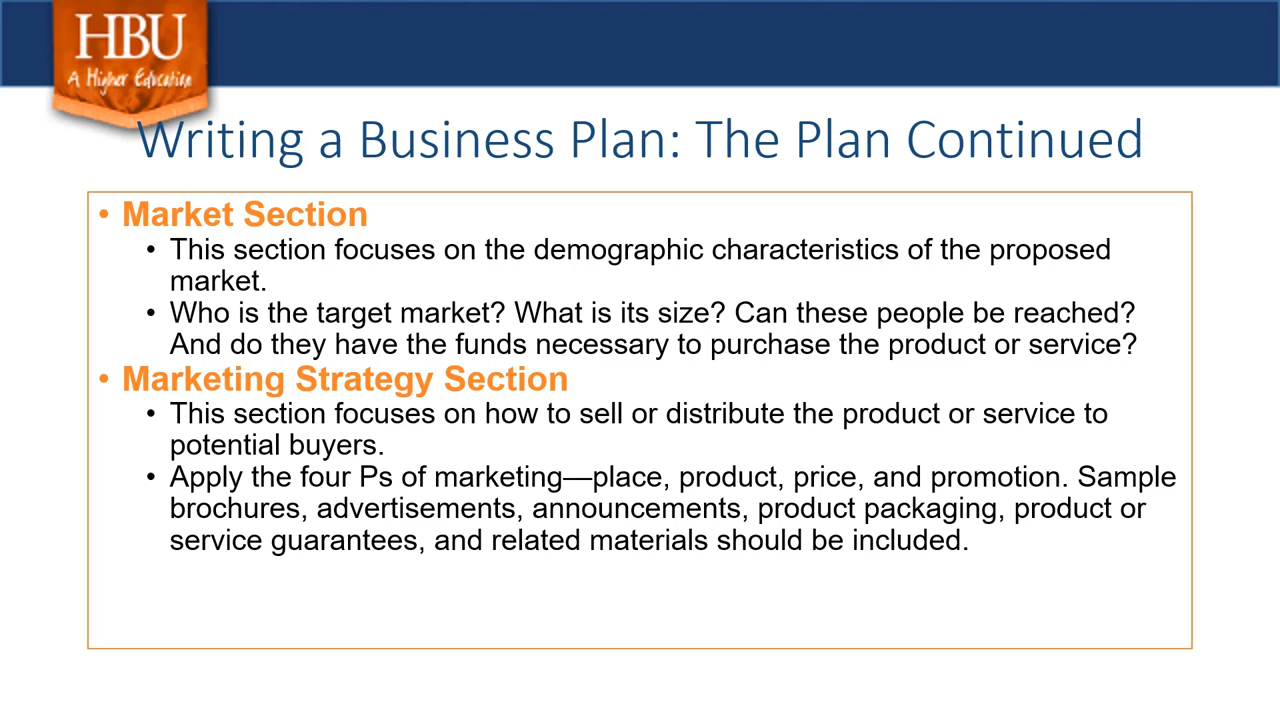 HBU
A Higher Education
Writing a Business Plan: The Plan Continued
• Market Section
• This section focuses on the demographic characteristics of the proposed
market.
• Who is the target market? What is its size? Can these people be reached?
And do they have the funds necessary to purchase the product or service?
• Marketing Strategy Section
• This section focuses on how to sell or distribute the product or service to
potential buyers.
• Apply the four Ps of marketing—place, product, price, and promotion. Sample
brochures, advertisements, announcements, product packaging, product or
service guarantees, and related materials should be included.